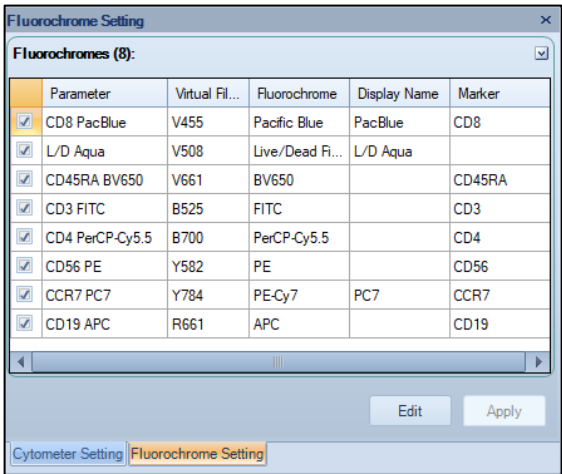 Fluorochrome Setting
Fluorochromes (8):
Parameter Virtual Fil... Fluorochrome Display Name Marker
CD8 PacBlue V455 Pacific Blue PacBlue CD8
L/D Aqua V508 Live/Dead Fi... L/D Aqua
CD45RA BV650 V661 BV650 CD45RA
CD3 FITC B525 FITC CD3
CD4 PerCP-Cy5.5 B700 PerCP-Cy5.5 CD4
CD56 PE Y582 PE CD56
CCR7 PC7 Y784 PE-Cy7 PC7 CCR7
CD19 APC R661 APC CD19
Edit Apply
Cytometer Setting Fluorochrome Setting